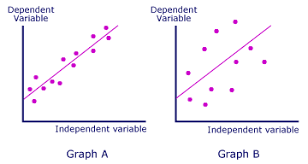 Dependent
Variable
Independent variable
Graph A
Dependent
Variable
Independent variable
Graph B